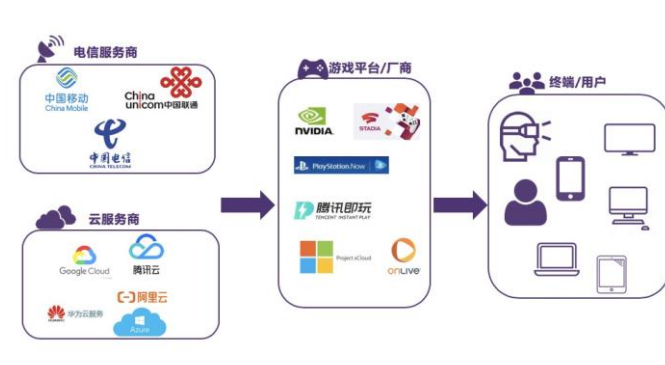 电信服务商
中国移动
China Mobile
China
unicom中国联通
中国电信
CHINA TELECOM
云服务商
Google Cloud
腾讯云
阿里云
华为云服务
HUAWEI
Azure
游戏平台/厂商
NVIDIA.
STADIA
PlayStation Now
腾讯即玩
TENCENT INSTANT PLAY
Project xCloud
ONLIVE
终端/用户